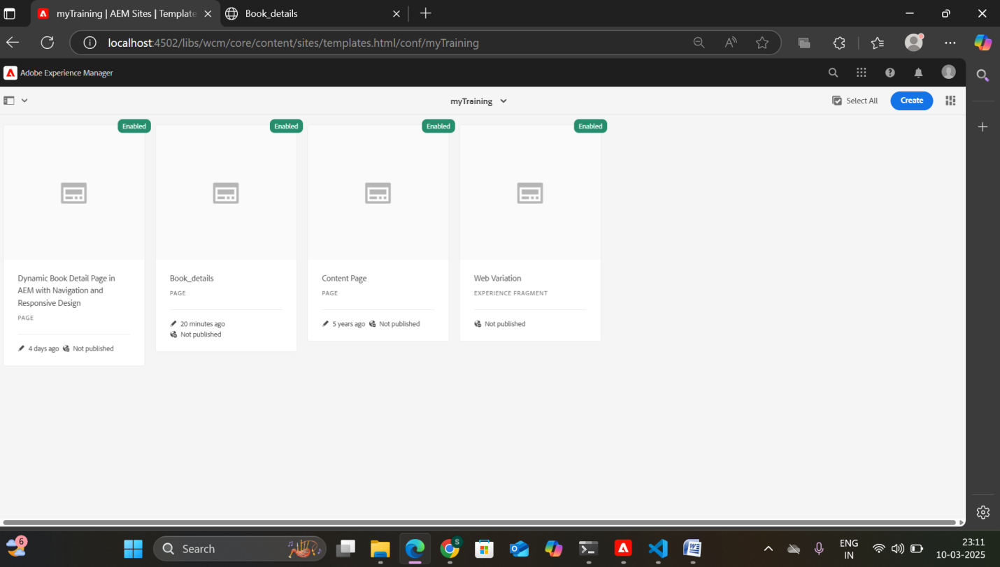 myTraining | AEM Sites | Template
Book_details
localhost:4502/libs/wcm/core/content/sites/templates.html/conf/myTraining
Adobe Experience Manager
myTraining
Select All
Create
Enabled
Enabled
Enabled
Enabled
Dynamic Book Detail Page in
AEM with Navigation and
Responsive Design
PAGE
4 days ago Not published
Book_details
PAGE
20 minutes ago
Not published
Content Page
PAGE
5 years ago Not published
Web Variation
EXPERIENCE FRAGMENT
Not published
6
Search
S
ENG
IN
23:11
10-03-2025